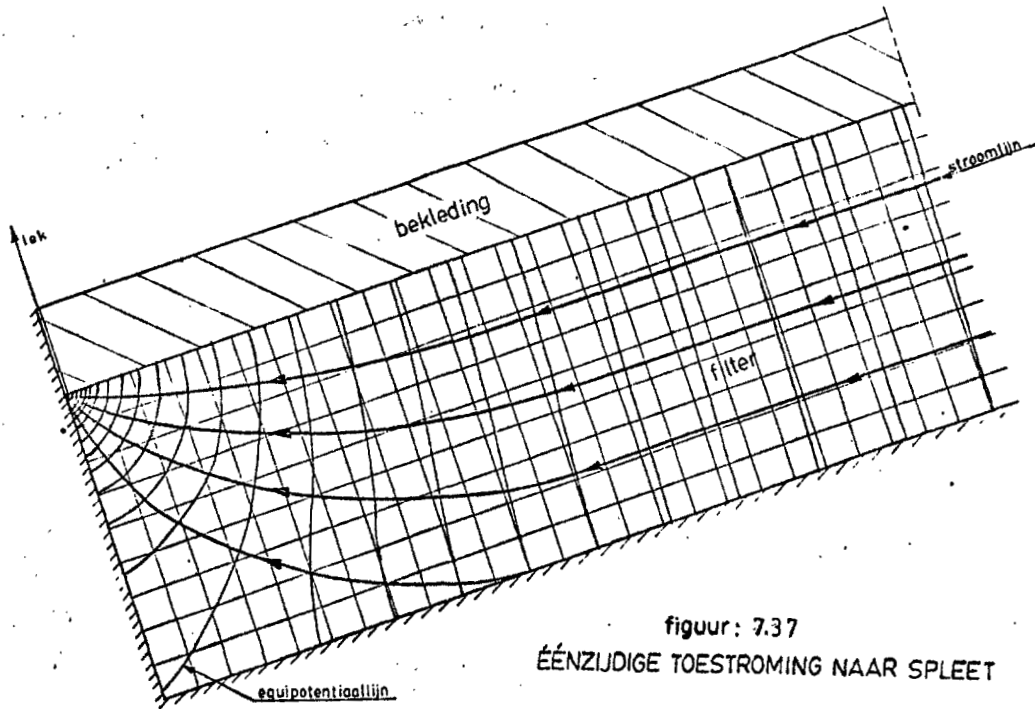 stroomlijn
bekleding
lek
filter
figuur: 7.37
ÉÉNZIJDIGE TOESTROMING NAAR SPLEET
equipotentiaallijn